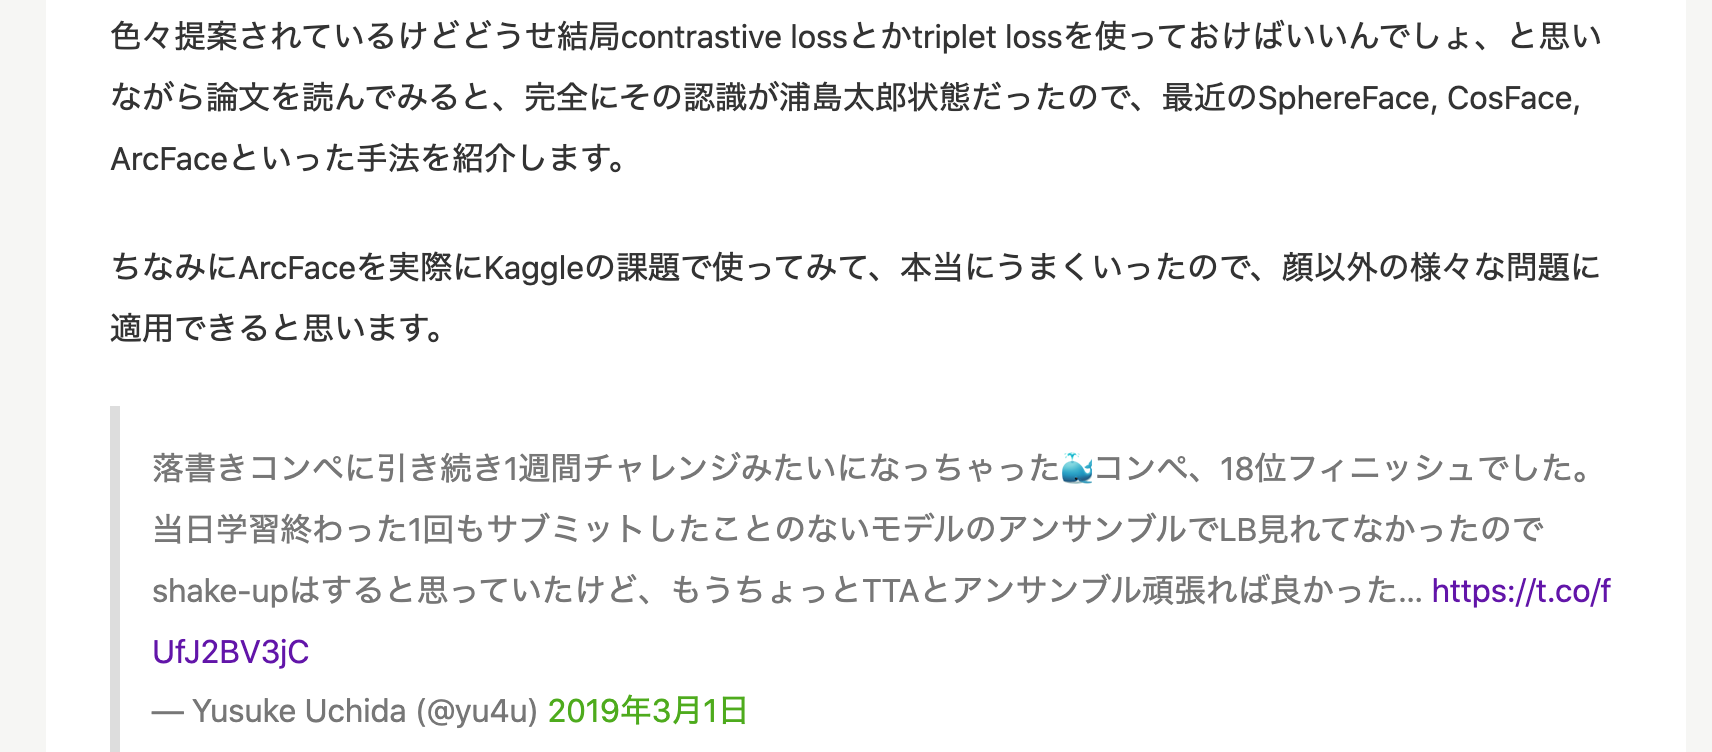 色々提案されているけどどうせ結局contrastive lossとかtriplet lossを使っておけばいいんでしょ、と思い
ながら論文を読んでみると、完全にその認識が浦島太郎状態だったので、最近のSphereFace, CosFace,
ArcFaceといった手法を紹介します。
ちなみにArcFaceを実際にKaggleの課題で使ってみて、本当にうまくいったので、顔以外の様々な問題に
適用できると思います。
落書きコンペに引き続き1週間チャレンジみたいになっちゃった🐳コンペ、18位フィニッシュでした。
当日学習終わった1回もサブミットしたことのないモデルのアンサンブルでLB見れてなかったので
shake-upはすると思っていたけど、もうちょっとTTAとアンサンブル頑張れば良かった… https://t.co/f
UfJ2BV3jC
— Yusuke Uchida (@yu4u) 2019年3月1日